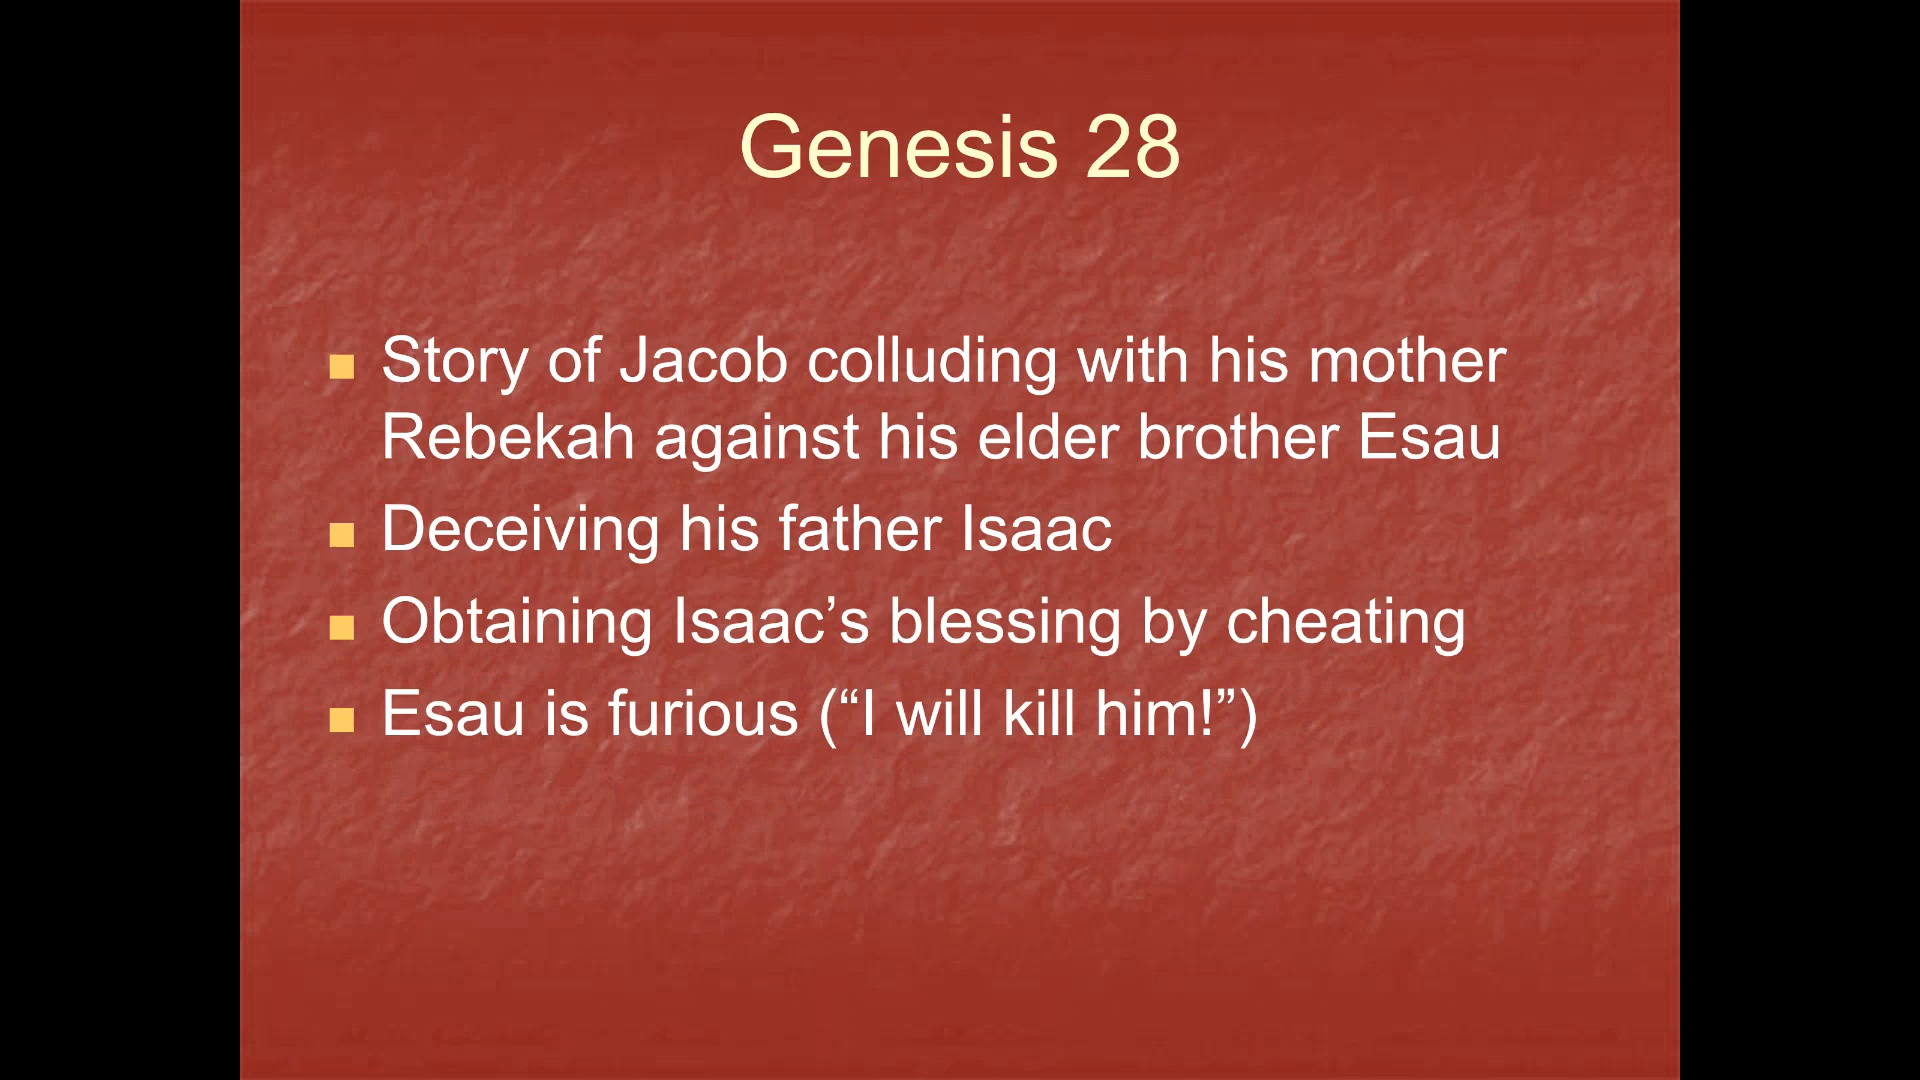 Genesis 28
Story of Jacob colluding with his mother
Rebekah against his elder brother Esau
Deceiving his father Isaac
Obtaining Isaac’s blessing by cheating
Esau is furious (“I will kill him!”)